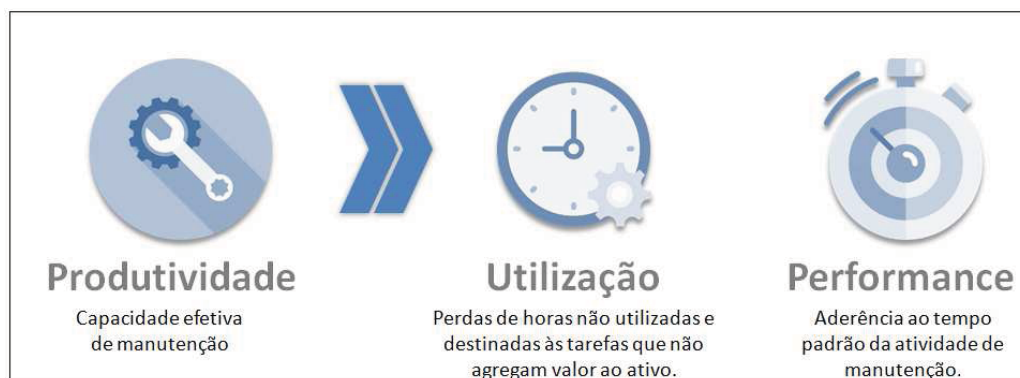 Produtividade
Capacidade efetiva
de manutenção
Utilização
Perdas de horas não utilizadas e
destinadas às tarefas que não
agregam valor ao ativo.
Performance
Aderência ao tempo
padrão da atividade de
manutenção.